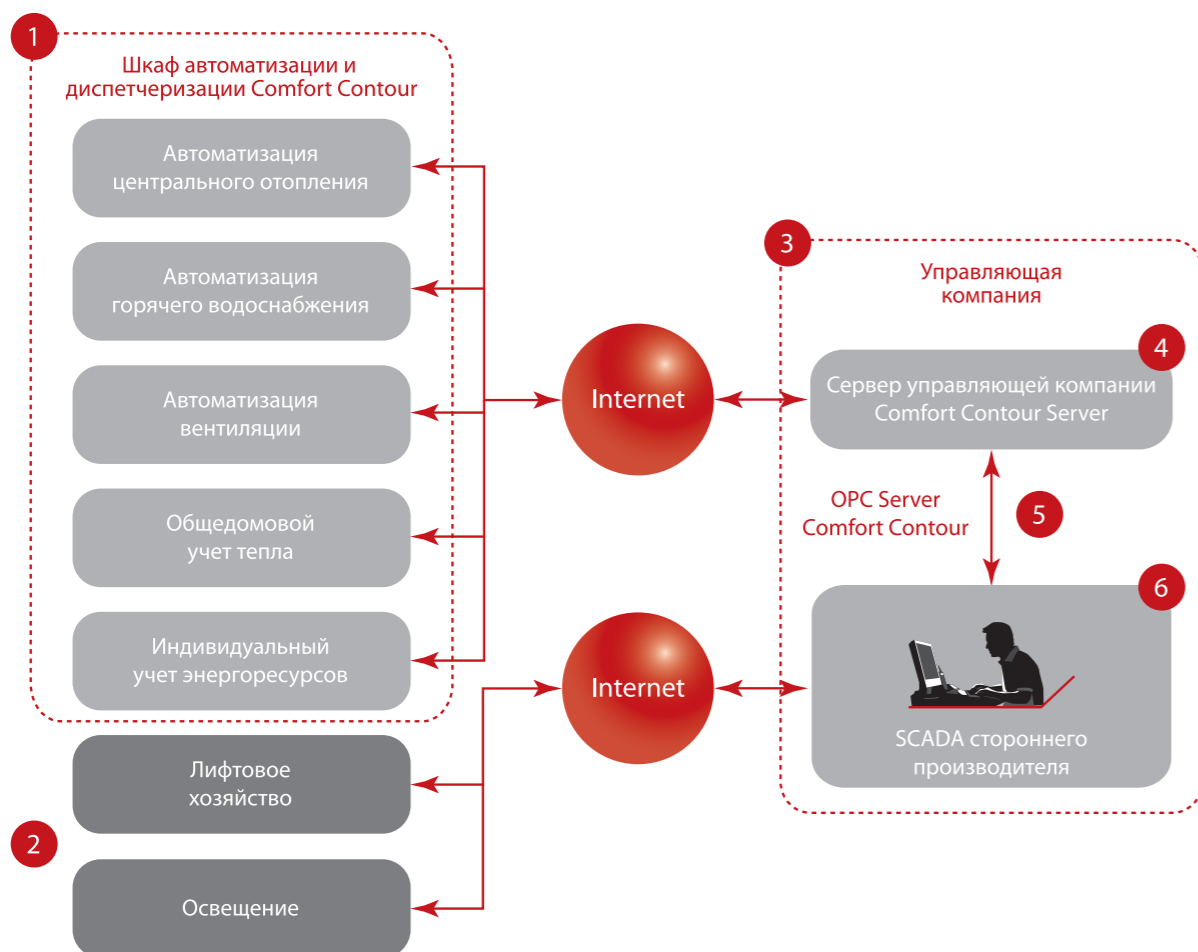 1
Шкаф автоматизации и
диспетчеризации Comfort Contour
Автоматизация
центрального отопления
Автоматизация
горячего водоснабжения
Автоматизация
вентиляции
Общедомовой
учет тепла
Индивидуальный
учет энергоресурсов
2
Лифтовое
хозяйство
Освещение
Internet
Internet
3
Управляющая
компания
4
Сервер управляющей компании
Comfort Contour Server
OPC Server
Comfort Contour
5
6
SCADA стороннего
производителя